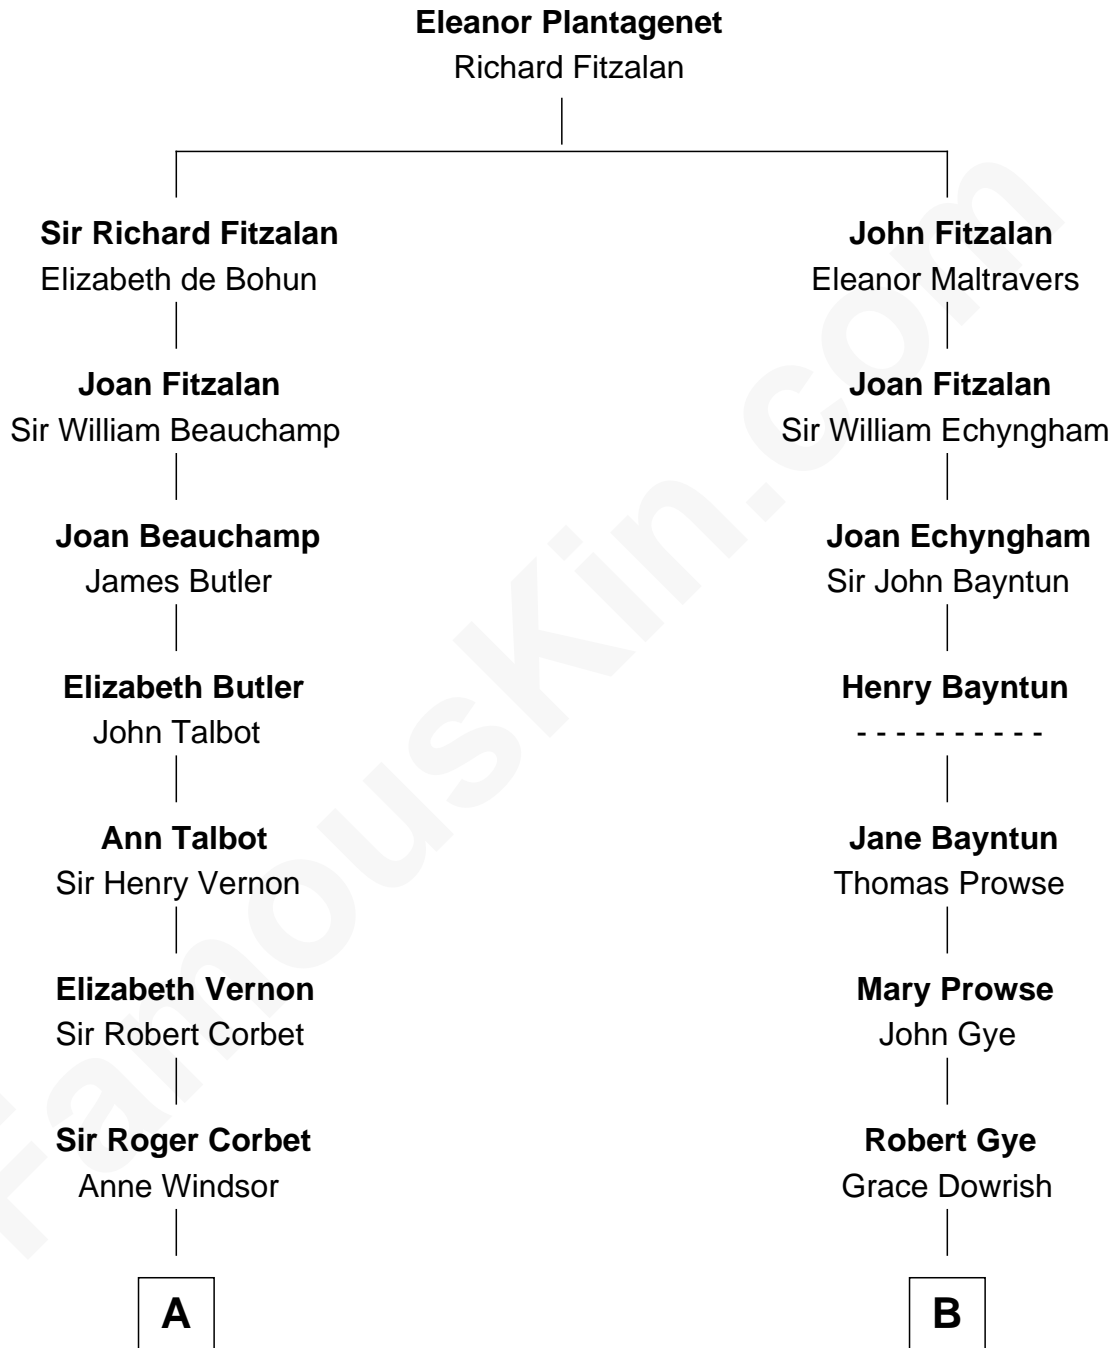 Eleanor Plantagenet
Richard Fitzalan
Sir Richard Fitzalan
Elizabeth de Bohun
Joan Fitzalan
Sir William Beauchamp
Joan Beauchamp
James Butler
Elizabeth Butler
John Talbot
Ann Talbot
Sir Henry Vernon
Elizabeth Vernon
Sir Robert Corbet
Sir Roger Corbet
Anne Windsor
A
John Fitzalan
Eleanor Maltravers
Joan Fitzalan
Sir William Echyngham
Joan Echyngham
Sir John Bayntun
Henry Bayntun
- - - - - - - - - -
Jane Bayntun
Thomas Prowse
Mary Prowse
John Gye
Robert Gye
Grace Dowrish
B
FamousKin.com